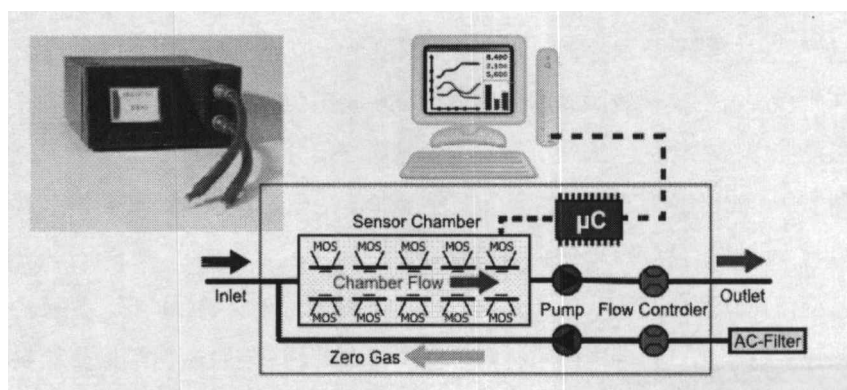 8.400
2.100
5,600
µC
Sensor Chamber
MOS MOS MOS MOS MOS
Chamber Flow
MOS MOS MOS MOS MOS
Inlet
Pump
Flow Controler
Outlet
AC-Filter
Zero Gas